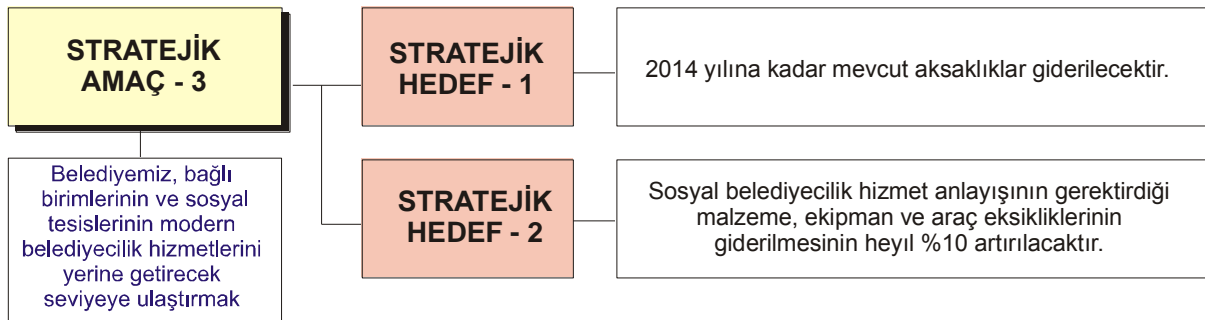 STRATEJİK
AMAÇ - 3
Belediyemiz, bağlı
birimlerinin ve sosyal
tesislerinin modern
belediyecilik hizmetlerini
yerine getirecek
seviyeye ulaştırmak
STRATEJİK
HEDEF - 1
2014 yılına kadar mevcut aksaklıklar giderilecektir.
STRATEJİK
HEDEF - 2
Sosyal belediyecilik hizmet anlayışının gerektirdiği
malzeme, ekipman ve araç eksikliklerinin
giderilmesinin heyıl %10 artırılacaktır.